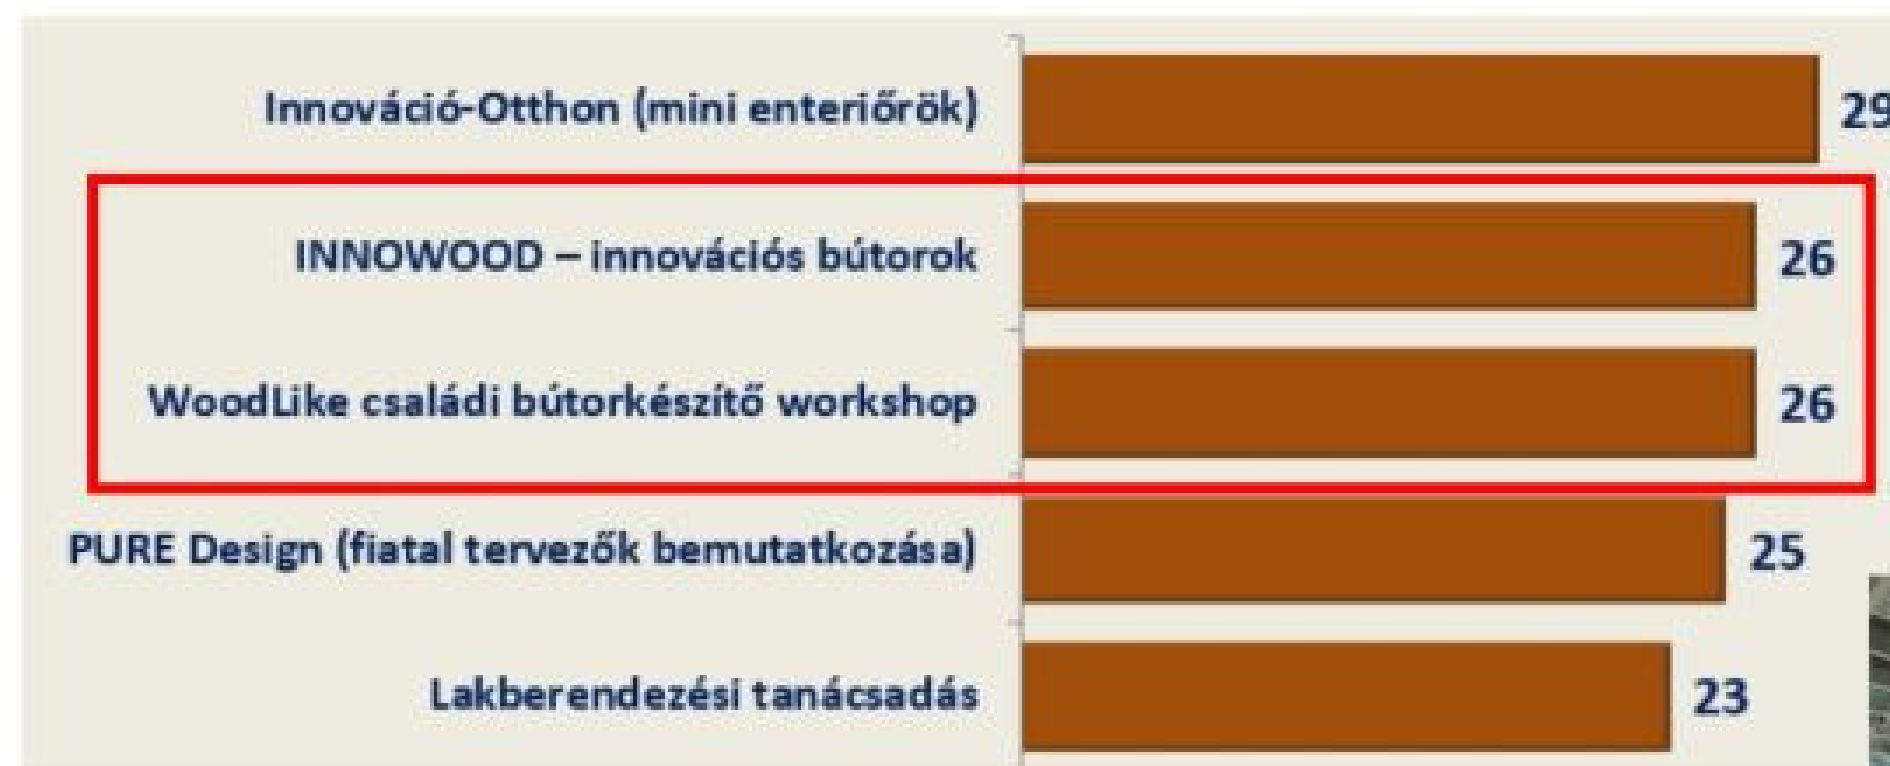 Innováció-Otthon (mini enteriőrök) 29
INNOWOOD – innovációs bútorok 26
WoodLike családi bútorkészítő workshop 26
PURE Design (fiatal tervezők bemutatkozása) 25
Lakberendezési tanácsadás 23